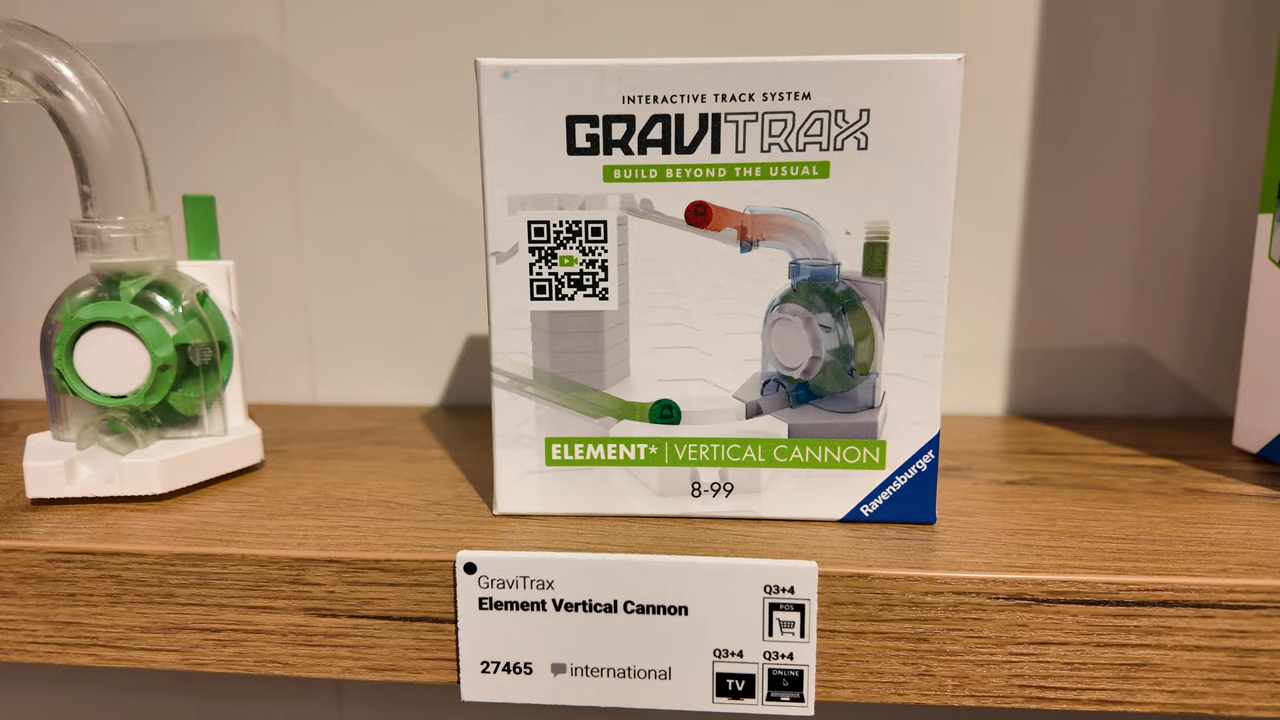 INTERACTIVE TRACK SYSTEM
GRAVITRAX
BUILD BEYOND THE USUAL
ELEMENT* | VERTICAL CANNON
8-99
Ravensburger
GraviTrax
Element Vertical Cannon
27465 international
Q3+4
POS
Q3+4
TV
Q3+4
ONLINE